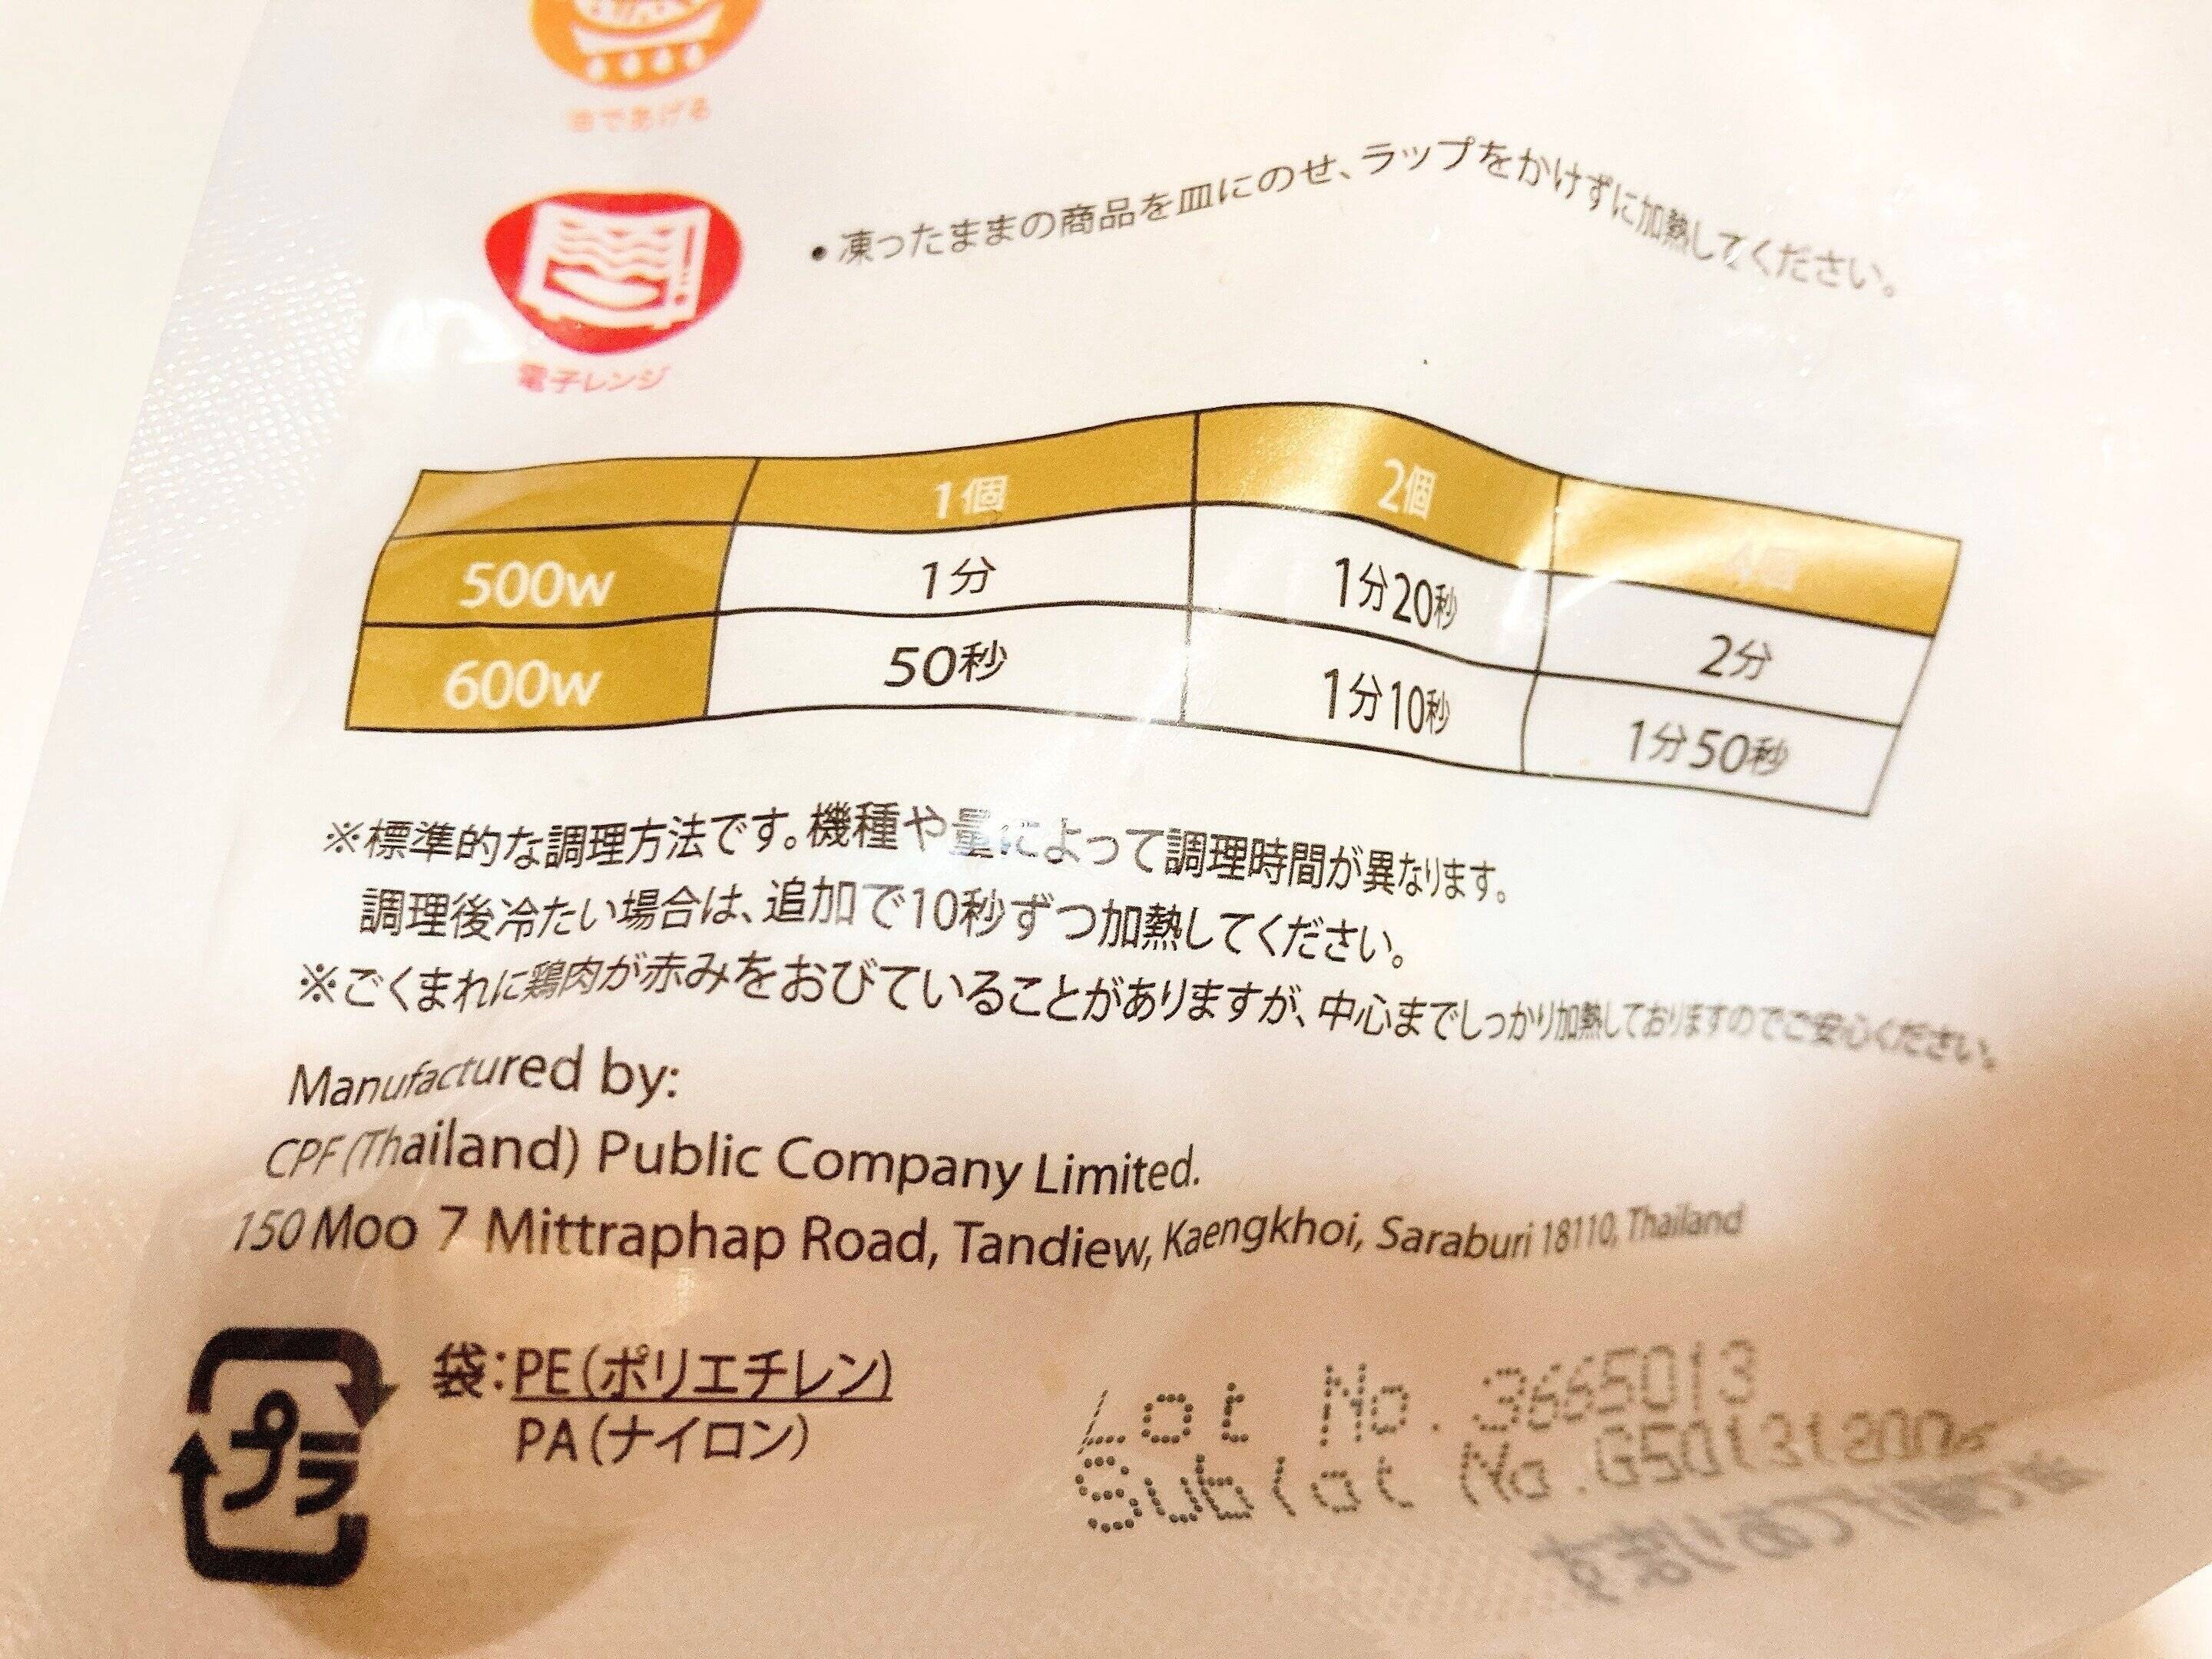 であげる
電子レンジ
• 凍ったままの商品を皿にのせ、ラップをかけずに加熱してください。
1個 2個 4個
500w 1分 1分20秒 2分
600w 50秒 1分10秒 1分50秒
※標準的な調理方法です。機種や量によって調理時間が異なります。
調理後冷たい場合は、追加で10秒ずつ加熱してください。
※ごくまれに鶏肉が赤みをおびていることがありますが、中心までしっかり加熱しておりますのでご安心ください。
Manufactured by:
CPF (Thailand) Public Company Limited.
150 Moo 7 Mittraphap Road, Tandiew, Kaengkhoi, Saraburi 18110, Thailand
プラ
袋：PE（ポリエチレン）
PA（ナイロン）
Lot No. 3665013
Sublot No.
てあります